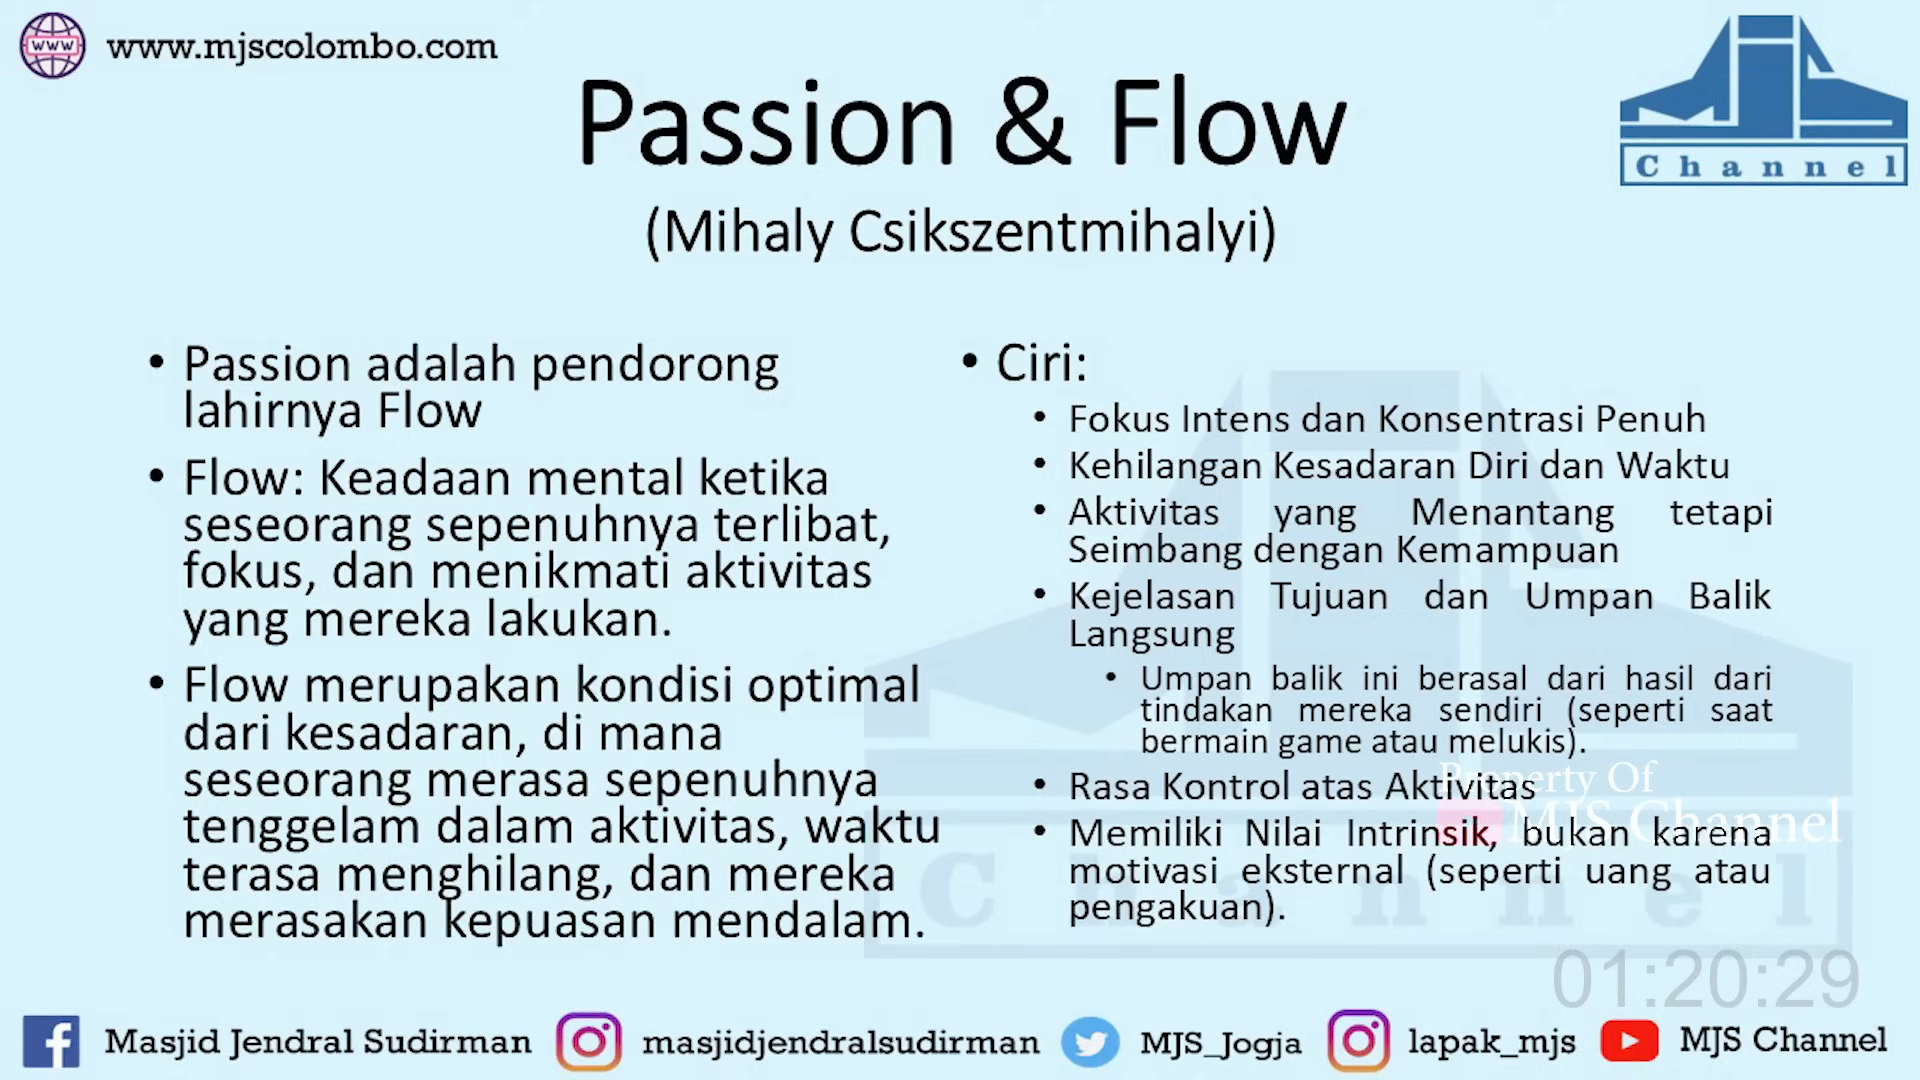 www.mjscolombo.com
Passion & Flow
(Mihaly Csikszentmihalyi)
Channel
• Passion adalah pendorong
lahirnya Flow
• Flow: Keadaan mental ketika
seseorang sepenuhnya terlibat,
fokus, dan menikmati aktivitas
yang mereka lakukan.
• Flow merupakan kondisi optimal
dari kesadaran, di mana
seseorang merasa sepenuhnya
tenggelam dalam aktivitas, waktu
terasa menghilang, dan mereka
merasakan kepuasan mendalam.
• Ciri:
• Fokus Intens dan Konsentrasi Penuh
• Kehilangan Kesadaran Diri dan Waktu
• Aktivitas yang Menantang tetapi
Seimbang dengan Kemampuan
• Kejelasan Tujuan dan Umpan Balik
Langsung
• Umpan balik ini berasal dari hasil dari
tindakan mereka sendiri (seperti saat
bermain game atau melukis).
• Rasa Kontrol atas Aktivitas
• Memiliki Nilai Intrinsik, bukan karena
motivasi eksternal (seperti uang atau
pengakuan).
Property Of
MJS Channel
Channel
01:20:29
Masjid Jendral Sudirman
masjidjendralsudirman
MJS_Jogja
lapak_mjs
MJS Channel